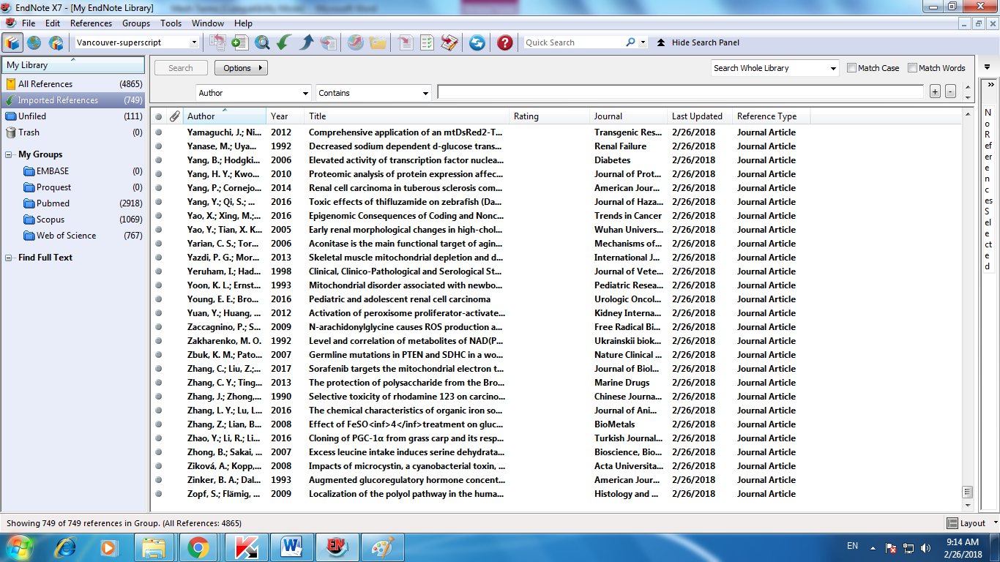 EndNote X7 - [My EndNote Library]
File Edit References Groups Tools Window Help
Vancouver-superscript Quick Search Hide Search Panel
My Library
All References (4865)
Imported References (749)
Unfiled (111)
Trash (0)
My Groups
EMBASE (0)
Proquest (0)
Pubmed (2918)
Scopus (1069)
Web of Science (767)
Find Full Text
Search Options Search Whole Library Match Case Match Words
Author Contains + -
Author Year Title Rating Journal Last Updated Reference Type
Yamaguchi, J.; Ni... 2012 Comprehensive application of an mtDsRed2-T... Transgenic Res... 2/26/2018 Journal Article
Yanase, M.; Uya... 1992 Decreased sodium dependent d-glucose trans... Renal Failure 2/26/2018 Journal Article
Yang, B.; Hodgki... 2006 Elevated activity of transcription factor nuclea... Diabetes 2/26/2018 Journal Article
Yang, H. Y.; Kwo... 2010 Proteomic analysis of protein expression affec... Journal of Prot... 2/26/2018 Journal Article
Yang, P.; Cornejo... 2014 Renal cell carcinoma in tuberous sclerosis com... American Jour... 2/26/2018 Journal Article
Yang, Y.; Qi, S.; ... 2016 Toxic effects of thifluzamide on zebrafish (Da... Journal of Haza... 2/26/2018 Journal Article
Yao, X.; Xing, M.;... 2016 Epigenomic Consequences of Coding and Nonc... Trends in Cancer 2/26/2018 Journal Article
Yao, Y.; Tian, X. K... 2005 Early renal morphological changes in high-chol... Wuhan Univers... 2/26/2018 Journal Article
Yarian, C. S.; Tor... 2006 Aconitase is the main functional target of agin... Mechanisms of... 2/26/2018 Journal Article
Yazdi, P. G.; Mor... 2013 Skeletal muscle mitochondrial depletion and d... International J... 2/26/2018 Journal Article
Yeruham, I.; Had... 1998 Clinical, Clinico-Pathological and Serological St... Journal of Vete... 2/26/2018 Journal Article
Yoon, K. L.; Ernst... 1993 Mitochondrial disorder associated with newbo... Pediatric Resea... 2/26/2018 Journal Article
Young, E. E.; Bro... 2016 Pediatric and adolescent renal cell carcinoma Urologic Oncol... 2/26/2018 Journal Article
Yuan, Y.; Huang, ... 2012 Activation of peroxisome proliferator-activate... Kidney Interna... 2/26/2018 Journal Article
Zaccagnino, P.; S... 2009 N-arachidonylglycine causes ROS production a... Free Radical Bi... 2/26/2018 Journal Article
Zakharenko, M. O. 1992 Level and correlation of metabolites of NAD(P... Ukrainskii biok... 2/26/2018 Journal Article
Zbuk, K. M.; Pato... 2007 Germline mutations in PTEN and SDHC in a wo... Nature Clinical ... 2/26/2018 Journal Article
Zhang, C.; Liu, Z.;... 2017 Sorafenib targets the mitochondrial electron t... Journal of Biol... 2/26/2018 Journal Article
Zhang, C. Y.; Ting... 2013 The protection of polysaccharide from the Bro... Marine Drugs 2/26/2018 Journal Article
Zhang, J.; Zhong,... 1990 Selective toxicity of rhodamine 123 on carcino... Chinese Journa... 2/26/2018 Journal Article
Zhang, L. Y.; Lu, L... 2016 The chemical characteristics of organic iron so... Journal of Ani... 2/26/2018 Journal Article
Zhang, Z.; Lian, B... 2008 Effect of FeSO<inf>4</inf>treatment on gluc... BioMetals 2/26/2018 Journal Article
Zhao, Y.; Li, R.; Li... 2016 Cloning of PGC-1α from grass carp and its resp... Turkish Journal... 2/26/2018 Journal Article
Zhong, B.; Sakai, ... 2007 Excess leucine intake induces serine dehydrata... Bioscience, Bio... 2/26/2018 Journal Article
Ziková, A.; Kopp,... 2008 Impacts of microcystin, a cyanobacterial toxin, ... Acta Universita... 2/26/2018 Journal Article
Zinker, B. A.; Dal... 1993 Augmented glucoregulatory hormone concent... American Jour... 2/26/2018 Journal Article
Zopf, S.; Flämig, ... 2009 Localization of the polyol pathway in the huma... Histology and ... 2/26/2018 Journal Article
No References Selected
Showing 749 of 749 references in Group. (All References: 4865) Layout
EN 9:14 AM
2/26/2018